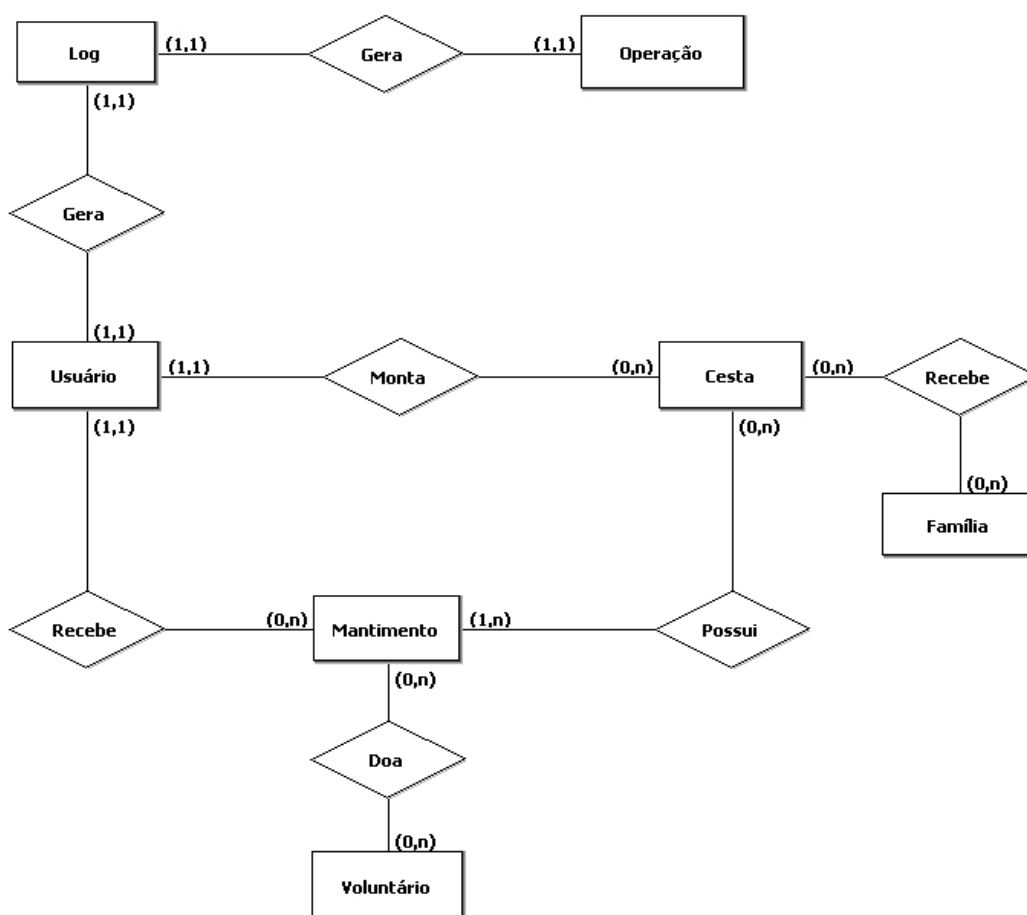 Log
(1,1)
Gera
(1,1)
Operação
(1,1)
Gera
(1,1)
Usuário
(1,1)
Monta
(0,n)
Cesta
(0,n)
Recebe
(1,1)
(0,n)
(0,n)
Família
Recebe
(0,n)
Mantimento
(1,n)
Possui
(0,n)
Doa
(0,n)
Voluntário